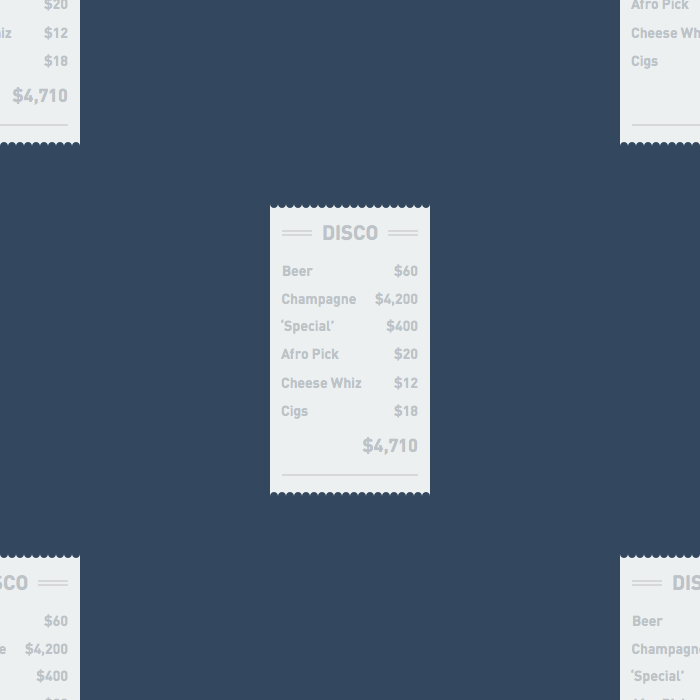 $20 Afro Pick
iz $12 Cheese Wh
$18 Cigs
$4,710
DISCO
Beer $60
Champagne $4,200
'Special' $400
Afro Pick $20
Cheese Whiz $12
Cigs $18
$4,710
SCO DIS
$60 Beer
e $4,200 Champagn
$400 'Special'